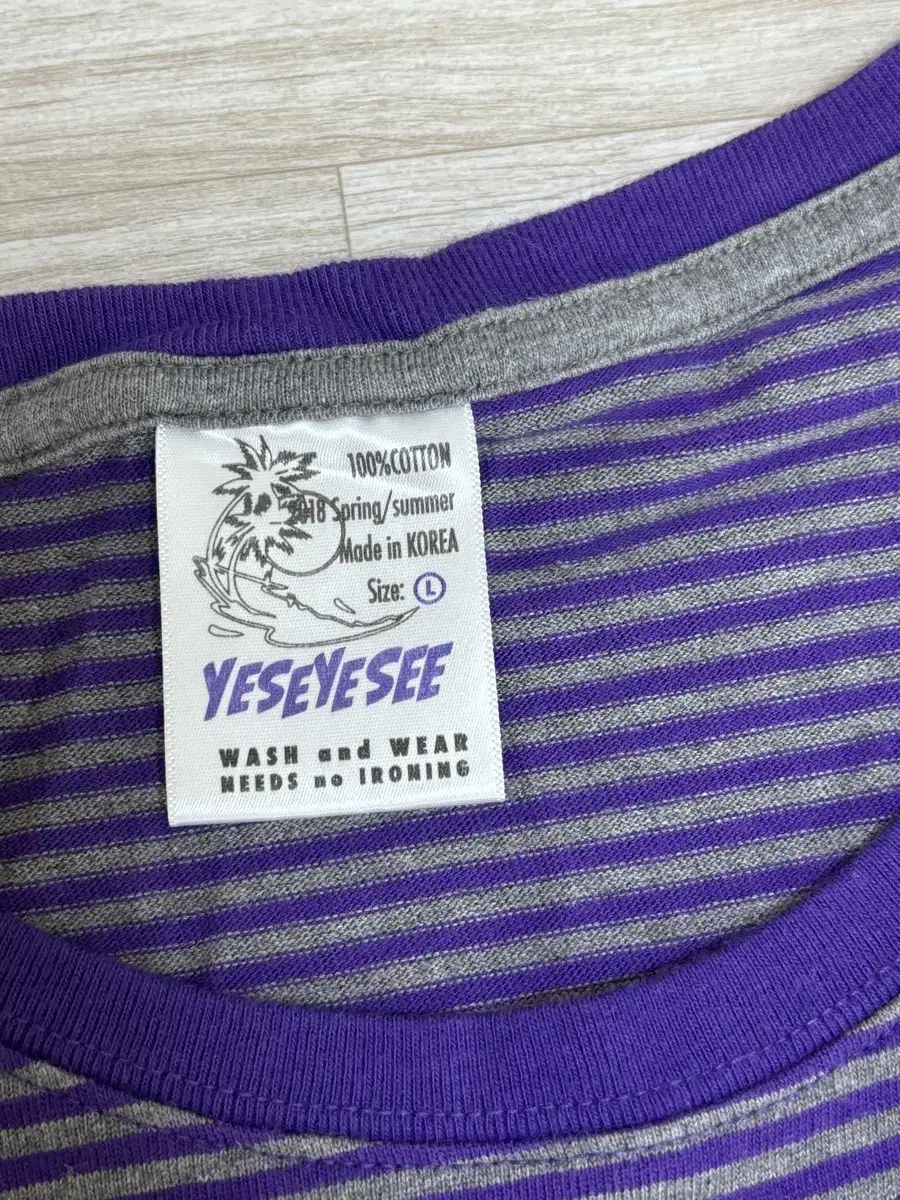 100%COTTON
2018 Spring/summer
Made in KOREA
Size: L
YESEYESEE
WASH and WEAR
NEEDS no IRONING